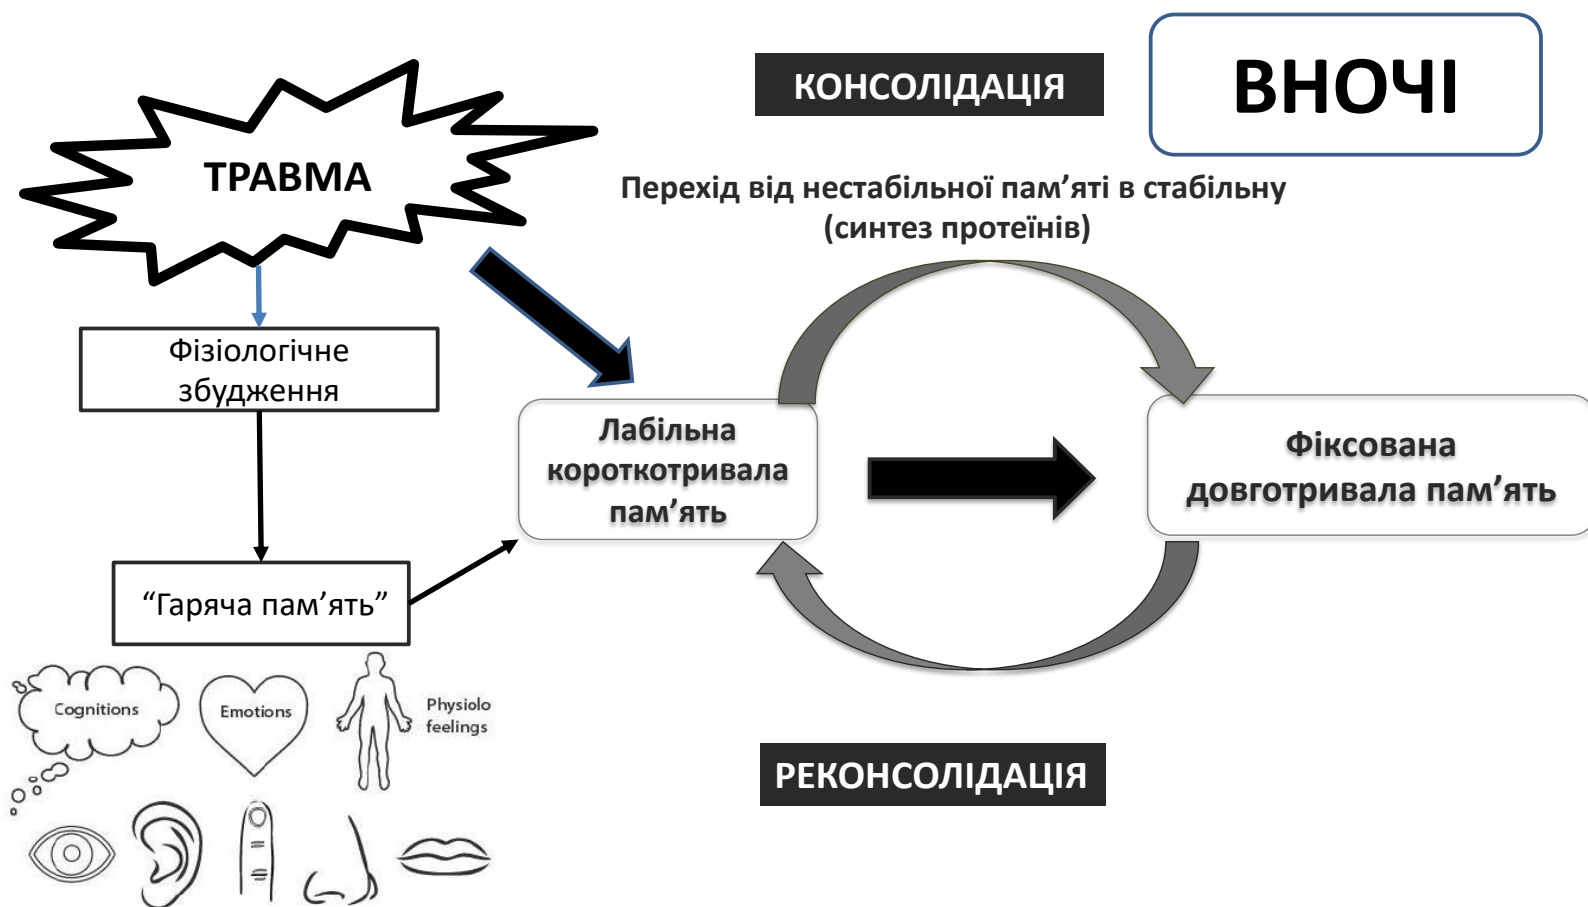 КОНСОЛІДАЦІЯ
ВНОЧІ
ТРАВМА
Перехід від нестабільної пам’яті в стабільну
(синтез протеїнів)
Фізіологічне
збудження
Лабільна
короткотривала
пам’ять
Фіксована
довготривала пам’ять
“Гаряча пам’ять”
Cognitions
Emotions
Physiolo
feelings
РЕКОНСОЛІДАЦІЯ